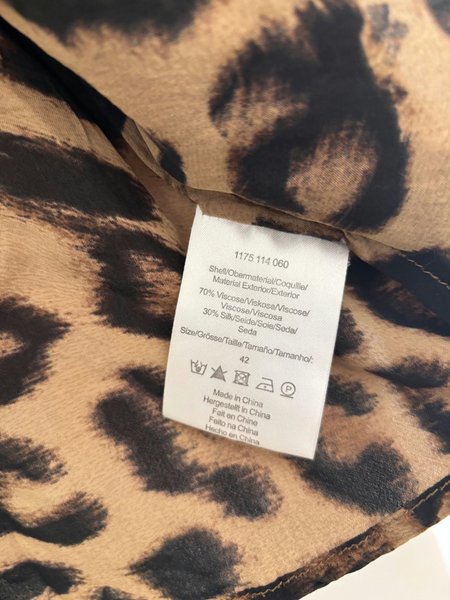 1175 114 060
Shell/Obermaterial/Coquille/
Material Exterior/Exterior
70% Viscose/Viskose/Viscose/
Viscose/Viscosa
30% Silk/Seide/Soie/Seda/
Seda
Size/Grösse/Taille/Tamaño/Tamanho/:
42
Made in China
Hergestellt in China
Fait en Chine
Feito na China
Hecho en China